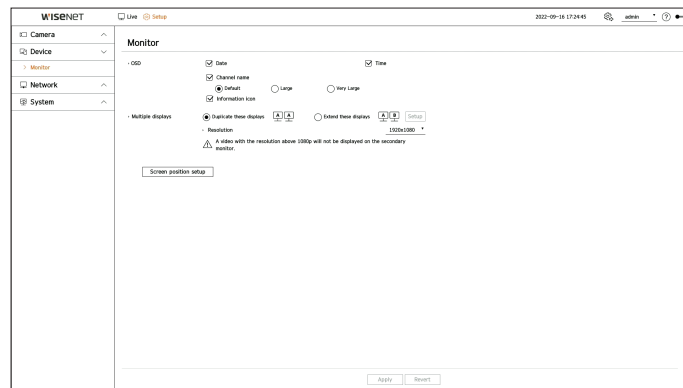 WISENET
Live Setup 2022-09-16 17:24:45 admin
Camera
Device
> Monitor
Network
System
Monitor
• OSD Date Time
Channel name
Default Large Very Large
Information icon
• Multiple displays Duplicate these displays A A Extend these displays A B Setup
- Resolution 1920x1080
A video with the resolution above 1080p will not be displayed on the secondary
monitor.
Screen position setup
Apply Revert